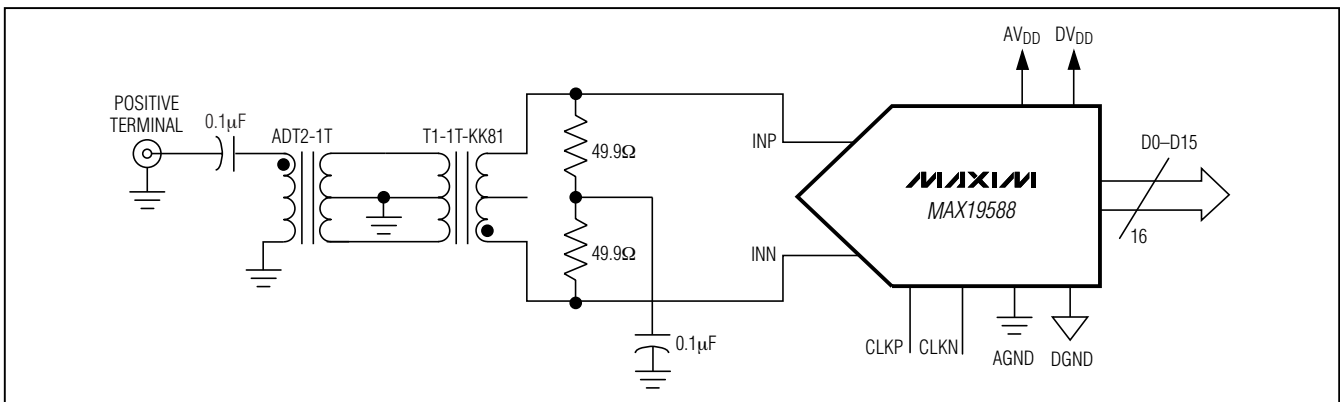 AVDD DVDD
POSITIVE
TERMINAL
0.1μF
ADT2-1T
T1-1T-KK81
49.9Ω
49.9Ω
0.1μF
INP
INN
MAXIM
MAX19588
D0–D15
16
CLKP CLKN
AGND
DGND